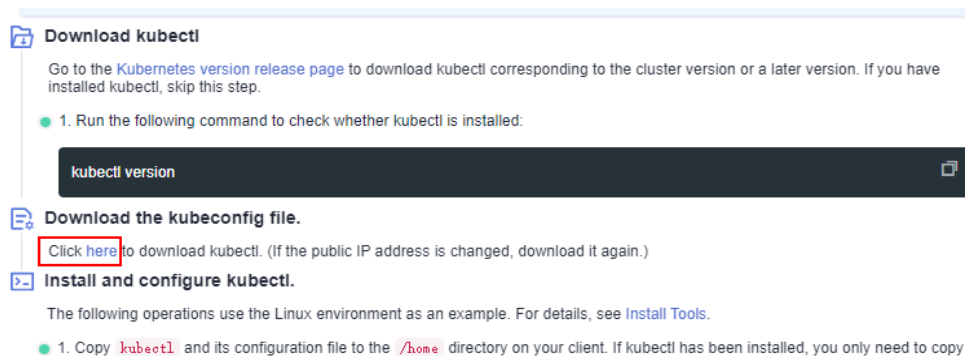 Download kubectl
Go to the Kubernetes version release page to download kubectl corresponding to the cluster version or a later version. If you have
installed kubectl, skip this step.
1. Run the following command to check whether kubectl is installed:
kubectl version
Download the kubeconfig file.
Click here to download kubectl. (If the public IP address is changed, download it again.)
Install and configure kubectl.
The following operations use the Linux environment as an example. For details, see Install Tools.
1. Copy kubectl and its configuration file to the /home directory on your client. If kubectl has been installed, you only need to copy